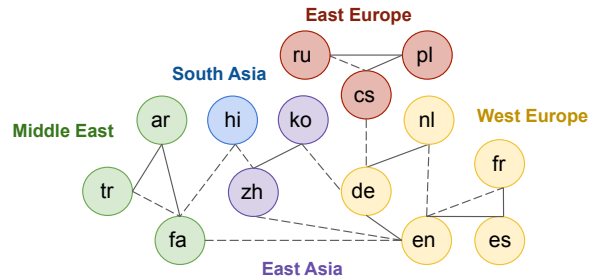 East Europe
ru
pl
South Asia
cs
Middle East
ar
hi
ko
nl
West Europe
fr
tr
zh
de
fa
en
es
East Asia